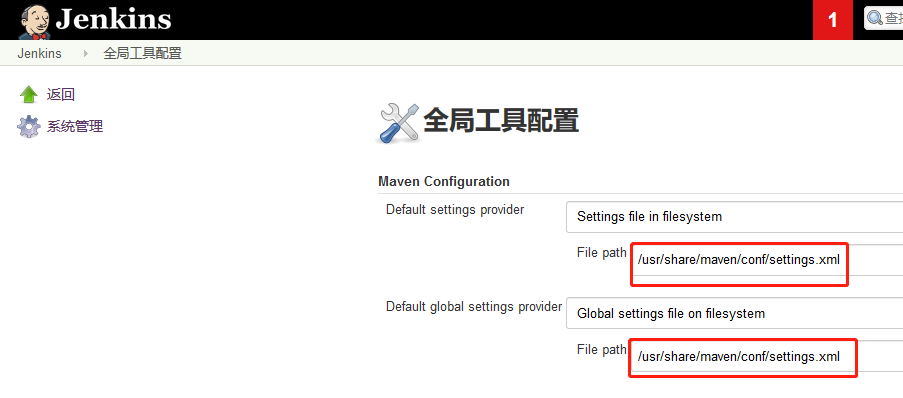 Jenkins
1
查找
Jenkins 全局工具配置
返回
系统管理
全局工具配置
Maven Configuration
Default settings provider
Settings file in filesystem
File path
/usr/share/maven/conf/settings.xml
Default global settings provider
Global settings file on filesystem
File path
/usr/share/maven/conf/settings.xml